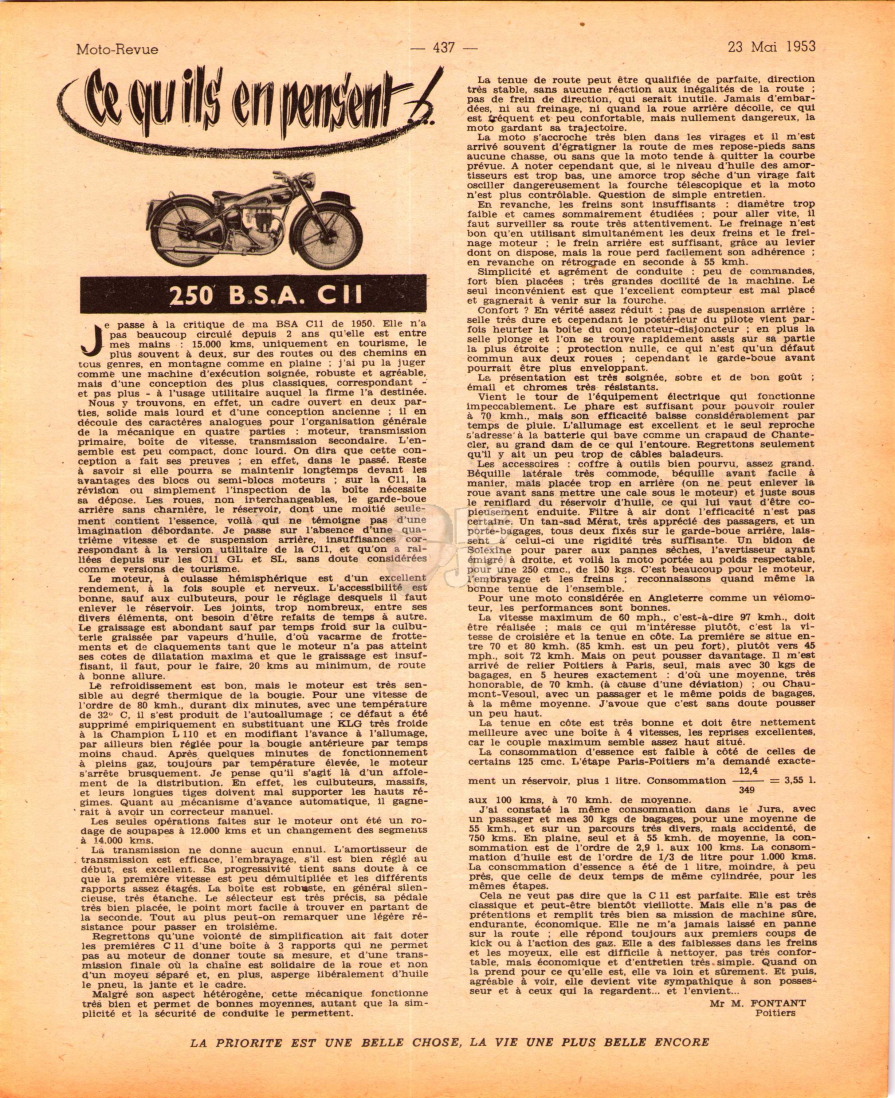 Moto-Revue
— 437 —
23 Mai 1953
Ce qu'ils en pensent !..
250 B.S.A. C11
Je passe à la critique de ma BSA C11 de 1950. Elle n'a
pas beaucoup circulé depuis 2 ans qu'elle est entre
mes mains : 15.000 kms, uniquement en tourisme, le
plus souvent à deux, sur des routes ou des chemins en
tous genres, en montagne comme en plaine ; j'ai pu la juger
comme une machine d'exécution soignée, robuste et agréable,
mais d'une conception des plus classiques, correspondant -
et pas plus - à l'usage utilitaire auquel la firme l'a destinée.
Nous y trouvons, en effet, un cadre ouvert en deux par-
ties, solide mais lourd et d'une conception ancienne ; il en
découle des caractères analogues pour l'organisation générale
de la mécanique en quatre parties : moteur, transmission
primaire, boîte de vitesse, transmission secondaire. L'en-
semble est peu compact, donc lourd. On dira que cette con-
ception a fait ses preuves ; en effet, dans le passé. Reste
à savoir si elle pourra se maintenir longtemps devant les
avantages des blocs ou semi-blocs moteurs ; sur la C11, la
révision ou simplement l'inspection de la boîte nécessite
sa dépose. Les roues, non interchangeables, le garde-boue
arrière sans charnière, le réservoir, dont une moitié seule-
ment contient l'essence, voilà qui ne témoigne pas d'une
imagination débordante. Je passe sur l'absence d'une qua-
trième vitesse et de suspension arrière, insuffisances cor-
respondant à la version utilitaire de la C11, et qu'on a ral-
liées depuis sur les C11 GL et SL, sans doute considérées
comme versions de tourisme.
Le moteur, à culasse hémisphérique est d'un excellent
rendement, à la fois souple et nerveux. L'accessibilité est
bonne, sauf aux culbuteurs, pour le réglage desquels il faut
enlever le réservoir. Les joints, trop nombreux, entre ses
divers éléments, ont besoin d'être refaits de temps à autre.
Le graissage est abondant sauf par temps froid sur la culbu-
terie graissée par vapeurs d'huile, d'où vacarme de frotte-
ments et de claquements tant que le moteur n'a pas atteint
ses cotes de dilatation maxima et que le graissage est insuf-
fisant, il faut, pour le faire, 20 kms au minimum, de route
à bonne allure.
Le refroidissement est bon, mais le moteur est très sen-
sible au degré thermique de la bougie. Pour une vitesse de
l'ordre de 80 kmh., durant dix minutes, avec une température
de 32° C, il s'est produit de l'autoallumage ; ce défaut a été
supprimé empiriquement en substituant une KLG très froide
à la Champion L 110 et en modifiant l'avance à l'allumage,
par ailleurs bien réglée pour la bougie antérieure par temps
moins chaud. Après quelques minutes de fonctionnement
à pleins gaz, toujours par température élevée, le moteur
s'arrête brusquement. Je pense qu'il s'agit là d'un affole-
ment de la distribution. En effet, les culbuteurs, massifs,
et leurs longues tiges doivent mal supporter les hauts ré-
gimes. Quant au mécanisme d'avance automatique, il gagne-
rait à avoir un correcteur manuel.
Les seules opérations faites sur le moteur ont été un ro-
dage de soupapes à 12.000 kms et un changement des segments
à 14.000 kms.
La transmission ne donne aucun ennui. L'amortisseur de
transmission est efficace, l'embrayage, s'il est bien réglé au
début, est excellent. Sa progressivité tient sans doute à ce
que la première vitesse est peu démultipliée et les différents
rapports assez étagés. La boîte est robuste, en général silen-
cieuse, très étanche. Le sélecteur est très précis, sa pédale
très bien placée, le point mort facile à trouver en partant de
la seconde. Tout au plus peut-on remarquer une légère ré-
sistance pour passer en troisième.
Regrettons qu'une volonté de simplification ait fait doter
les premières C 11 d'une boîte à 3 rapports qui ne permet
pas au moteur de donner toute sa mesure, et d'une trans-
mission finale où la chaîne est solidaire de la roue et non
d'un moyeu séparé et, en plus, asperge libéralement d'huile
le pneu, la jante et le cadre.
Malgré son aspect hétérogène, cette mécanique fonctionne
très bien et permet de bonnes moyennes, autant que la sim-
plicité et la sécurité de conduite le permettent.
La tenue de route peut être qualifiée de parfaite, direction
très stable, sans aucune réaction aux inégalités de la route ;
pas de frein de direction, qui serait inutile. Jamais d'embar-
dées, ni au freinage, ni quand la roue arrière décolle, ce qui
est fréquent et peu confortable, mais nullement dangereux, la
moto gardant sa trajectoire.
La moto s'accroche très bien dans les virages et il m'est
arrivé souvent d'égratigner la route de mes repose-pieds sans
aucune chasse, ou sans que la moto tende à quitter la courbe
prévue. A noter cependant que, si le niveau d'huile des amor-
tisseurs est trop bas, une amorce trop sèche d'un virage fait
osciller dangereusement la fourche télescopique et la moto
n'est plus contrôlable. Question de simple entretien.
En revanche, les freins sont insuffisants : diamètre trop
faible et cames sommairement étudiées ; pour aller vite, il
faut surveiller sa route très attentivement. Le freinage n'est
bon qu'en utilisant simultanément les deux freins et le frei-
nage moteur ; le frein arrière est suffisant, grâce au levier
dont on dispose, mais la roue perd facilement son adhérence ;
en revanche on rétrograde en seconde à 55 kmh.
Simplicité et agrément de conduite : peu de commandes,
fort bien placées ; très grandes docilité de la machine. Le
seul inconvénient est que l'excellent compteur est mal placé
et gagnerait à venir sur la fourche.
Confort ? En vérité assez réduit : pas de suspension arrière ;
selle très dure et cependant le postérieur du pilote vient par-
fois heurter la boîte du conjoncteur-disjoncteur ; en plus la
selle plonge et l'on se trouve rapidement assis sur sa partie
la plus étroite ; protection nulle, ce qui n'est qu'un défaut
commun aux deux roues ; cependant le garde-boue avant
pourrait être plus enveloppant.
La présentation est très soignée, sobre et de bon goût ;
émail et chromes très résistants.
Vient le tour de l'équipement électrique qui fonctionne
impeccablement. Le phare est suffisant pour pouvoir rouler
à 70 kmh., mais son efficacité baisse considérablement par
temps de pluie. L'allumage est excellent et le seul reproche
s'adresse à la batterie qui bave comme un crapaud de Chante-
cler, au grand dam de ce qui l'entoure. Regrettons seulement
qu'il y ait un peu trop de câbles baladeurs.
Les accessoires : coffre à outils bien pourvu, assez grand.
Béquille latérale très commode, béquille avant facile à
manier, mais placée trop en arrière (on ne peut enlever la
roue avant sans mettre une cale sous le moteur) et juste sous
le reniflard du réservoir d'huile, ce qui lui vaut d'être co-
pieusement enduite. Filtre à air dont l'efficacité n'est pas
certaine. Un tan-sad Mérat, très apprécié des passagers, et un
porte-bagages, tous deux fixés sur le garde-boue arrière, lais-
sent à celui-ci une rigidité très suffisante. Un bidon de
Solexine pour parer aux pannes sèches, l'avertisseur ayant
émigré à droite, et voilà la moto portée au poids respectable,
pour une 250 cmc., de 150 kgs. C'est beaucoup pour le moteur,
l'embrayage et les freins ; reconnaissons quand même la
bonne tenue de l'ensemble.
Pour une moto considérée en Angleterre comme un vélomo-
teur, les performances sont bonnes.
La vitesse maximum de 60 mph., c'est-à-dire 97 kmh., doit
être réalisée ; mais ce qui m'intéresse plutôt, c'est la vi-
tesse de croisière et la tenue en côte. La première se situe en-
tre 70 et 80 kmh. (85 kmh. est un peu fort), plutôt vers 45
mph., soit 72 kmh. Mais on peut pousser davantage. Il m'est
arrivé de relier Poitiers à Paris, seul, mais avec 30 kgs de
bagages, en 5 heures exactement : d'où une moyenne, très
honorable, de 70 kmh. (à cause d'une déviation) ; ou Chau-
mont-Vesoul, avec un passager et le même poids de bagages,
à la même moyenne. J'avoue que c'est sans doute pousser
un peu haut.
La tenue en côte est très bonne et doit être nettement
meilleure avec une boîte à 4 vitesses, les reprises excellentes,
car le couple maximum semble assez haut situé.
La consommation d'essence est faible à côté de celles de
certains 125 cmc. L'étape Paris-Poitiers m'a demandé exacte-
12,4
ment un réservoir, plus 1 litre. Consommation ——— = 3,55 l.
349
aux 100 kms, à 70 kmh. de moyenne.
J'ai constaté la même consommation dans le Jura, avec
un passager et mes 30 kgs de bagages, pour une moyenne de
55 kmh., et sur un parcours très divers, mais accidenté, de
750 kms. En plaine, seul et à 55 kmh. de moyenne, la con-
sommation est de l'ordre de 2,9 l. aux 100 kms. La consom-
mation d'huile est de l'ordre de 1/3 de litre pour 1.000 kms.
La consommation d'essence a été de 1 litre, moindre, à peu
près, que celle de deux temps de même cylindrée, pour les
mêmes étapes.
Cela ne veut pas dire que la C 11 est parfaite. Elle est très
classique et peut-être bientôt vieillotte. Mais elle n'a pas de
prétentions et remplit très bien sa mission de machine sûre,
endurante, économique. Elle ne m'a jamais laissé en panne
sur la route ; elle répond toujours aux premiers coups de
kick ou à l'action des gaz. Elle a des faiblesses dans les freins
et les moyeux, elle est difficile à nettoyer, pas très confor-
table, mais économique et d'entretien très simple. Quand on
la prend pour ce qu'elle est, elle va loin et sûrement. Et puis,
agréable à voir, elle devient vite sympathique à son posses-
seur et à ceux qui la regardent... et l'envient...
Mr M. FONTANT
Poitiers
LA PRIORITE EST UNE BELLE CHOSE, LA VIE UNE PLUS BELLE ENCORE